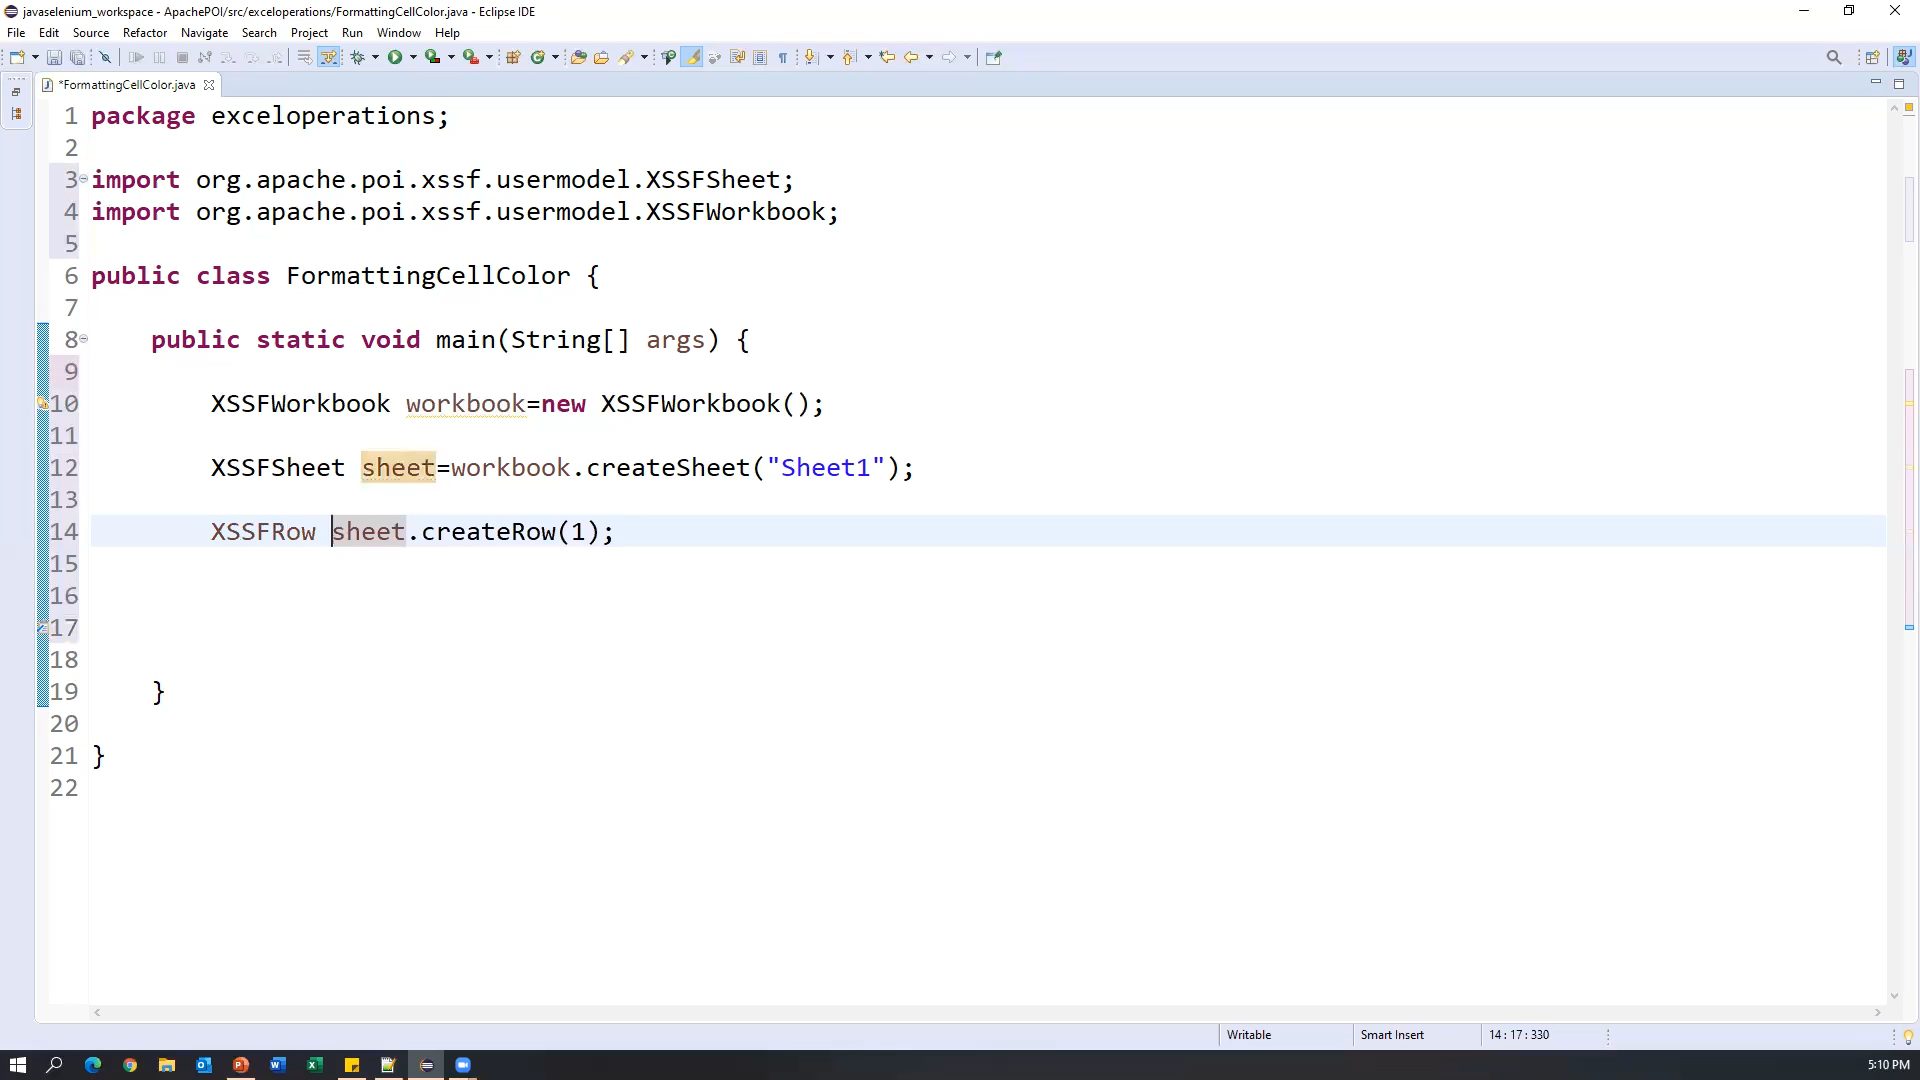 javaselenium_workspace - ApachePOI/src/exceloperations/FormattingCellColor.java - Eclipse IDE
File Edit Source Refactor Navigate Search Project Run Window Help
*FormattingCellColor.java
1 package exceloperations;
2
3 import org.apache.poi.xssf.usermodel.XSSFSheet;
4 import org.apache.poi.xssf.usermodel.XSSFWorkbook;
5
6 public class FormattingCellColor {
7
8 public static void main(String[] args) {
9
10 XSSFWorkbook workbook=new XSSFWorkbook();
11
12 XSSFSheet sheet=workbook.createSheet("Sheet1");
13
14 XSSFRow sheet.createRow(1);
15
16
17
18
19 }
20
21 }
22
Writable Smart Insert 14 : 17 : 330
5:10 PM